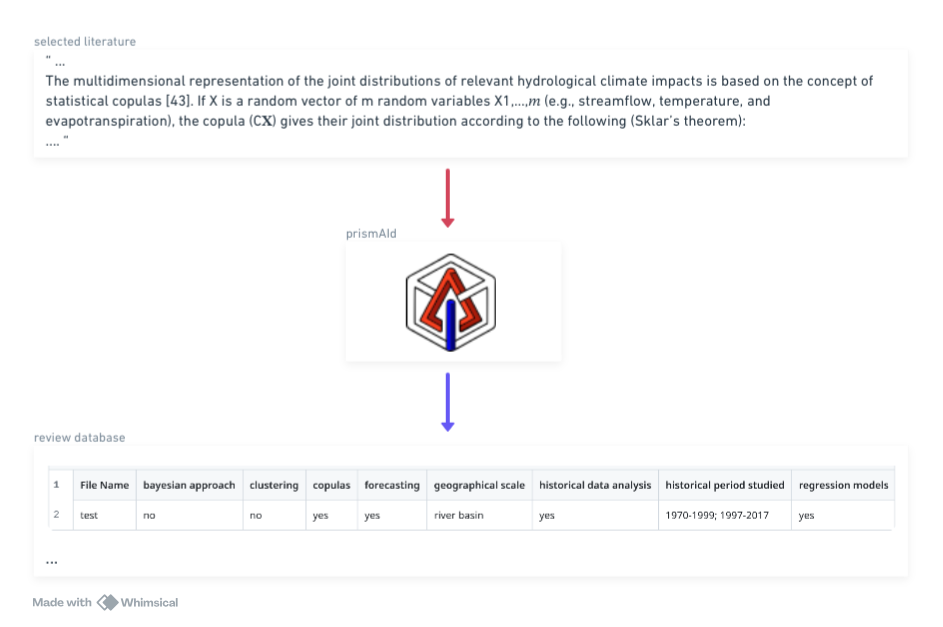 selected literature
" ...
The multidimensional representation of the joint distributions of relevant hydrological climate impacts is based on the concept of
statistical copulas [43]. If X is a random vector of m random variables X1,...,𝑚 (e.g., streamflow, temperature, and
evapotranspiration), the copula (C𝐗) gives their joint distribution according to the following (Sklar's theorem):
.... "
prismAId
review database
1 File Name bayesian approach clustering copulas forecasting geographical scale historical data analysis historical period studied regression models
2 test no no yes yes river basin yes 1970-1999; 1997-2017 yes
...
Made with Whimsical